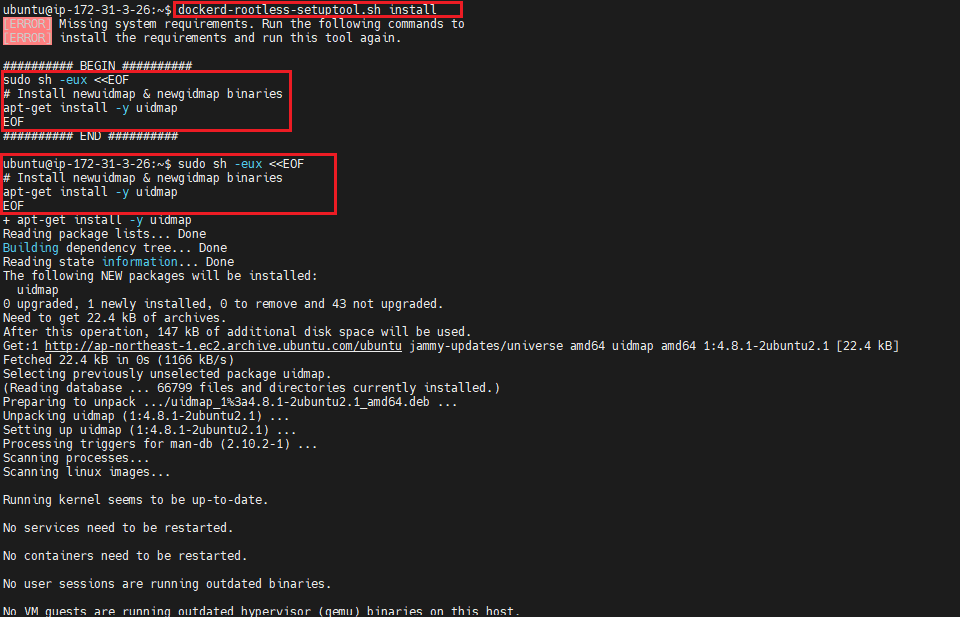 ubuntu@ip-172-31-3-26:~$ dockerd-rootless-setuptool.sh install
[ERROR] Missing system requirements. Run the following commands to
[ERROR] install the requirements and run this tool again.
########## BEGIN ##########
sudo sh -eux <<EOF
# Install newuidmap & newgidmap binaries
apt-get install -y uidmap
EOF
########## END ##########
ubuntu@ip-172-31-3-26:~$ sudo sh -eux <<EOF
# Install newuidmap & newgidmap binaries
apt-get install -y uidmap
EOF
+ apt-get install -y uidmap
Reading package lists... Done
Building dependency tree... Done
Reading state information... Done
The following NEW packages will be installed:
  uidmap
0 upgraded, 1 newly installed, 0 to remove and 43 not upgraded.
Need to get 22.4 kB of archives.
After this operation, 147 kB of additional disk space will be used.
Get:1 http://ap-northeast-1.ec2.archive.ubuntu.com/ubuntu jammy-updates/universe amd64 uidmap amd64 1:4.8.1-2ubuntu2.1 [22.4 kB]
Fetched 22.4 kB in 0s (1166 kB/s)
Selecting previously unselected package uidmap.
(Reading database ... 66799 files and directories currently installed.)
Preparing to unpack .../uidmap_1%3a4.8.1-2ubuntu2.1_amd64.deb ...
Unpacking uidmap (1:4.8.1-2ubuntu2.1) ...
Setting up uidmap (1:4.8.1-2ubuntu2.1) ...
Processing triggers for man-db (2.10.2-1) ...
Scanning processes...
Scanning linux images...
Running kernel seems to be up-to-date.
No services need to be restarted.
No containers need to be restarted.
No user sessions are running outdated binaries.
No VM guests are running outdated hypervisor (qemu) binaries on this host.